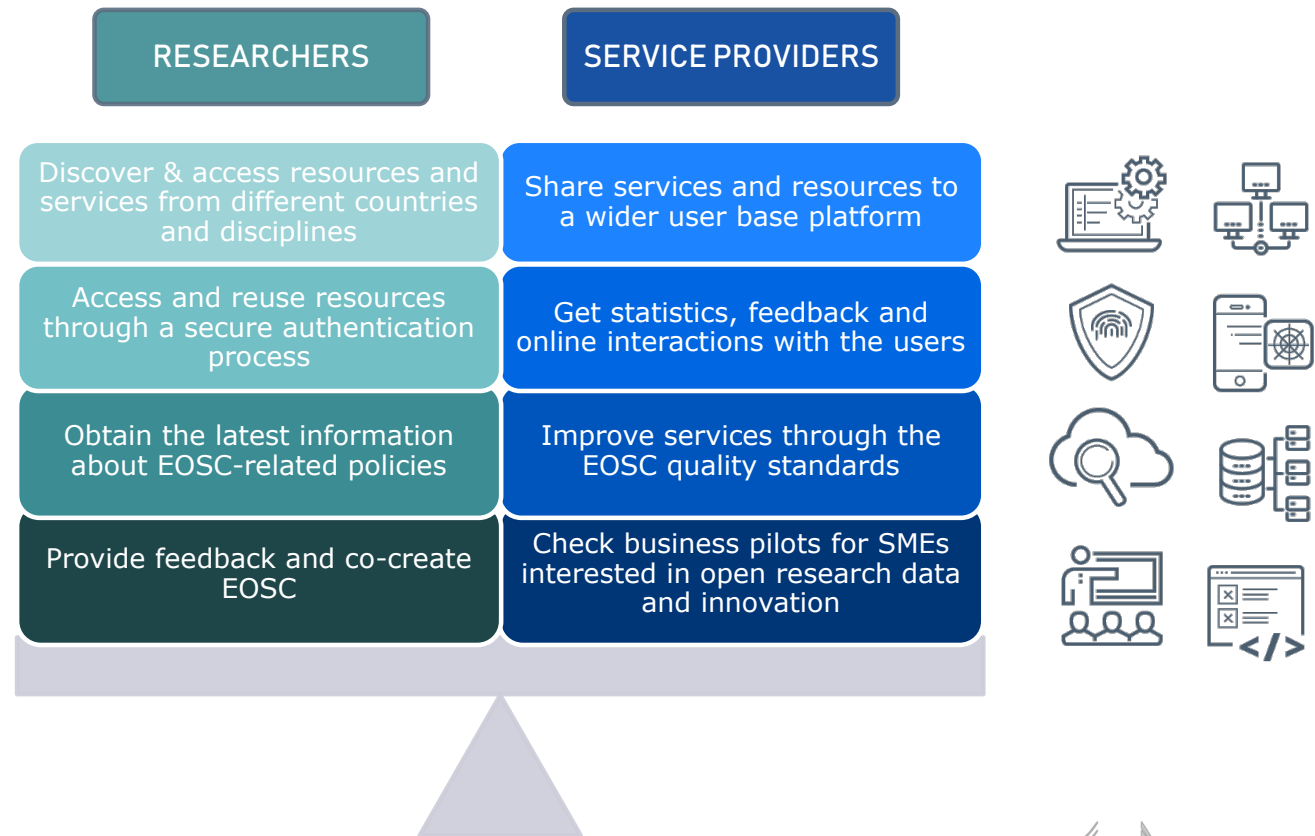 RESEARCHERS
SERVICE PROVIDERS
Discover & access resources and
services from different countries
and disciplines
Share services and resources to
a wider user base platform
Access and reuse resources
through a secure authentication
process
Get statistics, feedback and
online interactions with the users
Obtain the latest information
about EOSC-related policies
Improve services through the
EOSC quality standards
Provide feedback and co-create
EOSC
Check business pilots for SMEs
interested in open research data
and innovation
</>